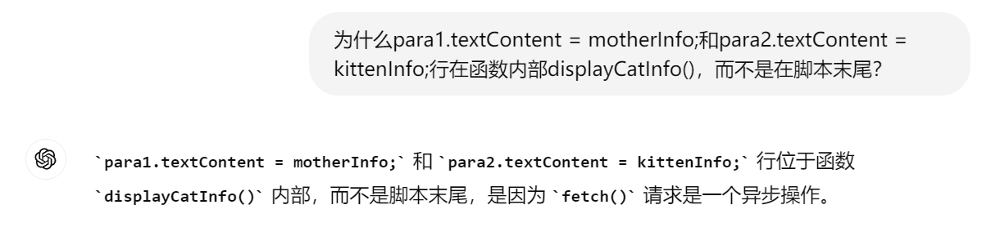 为什么para1.textContent = motherInfo;和para2.textContent =
kittenInfo;行在函数内部displayCatInfo()，而不是在脚本末尾？
`para1.textContent = motherInfo;` 和 `para2.textContent = kittenInfo;` 行位于函数
`displayCatInfo()` 内部，而不是脚本末尾，是因为 `fetch()` 请求是一个异步操作。